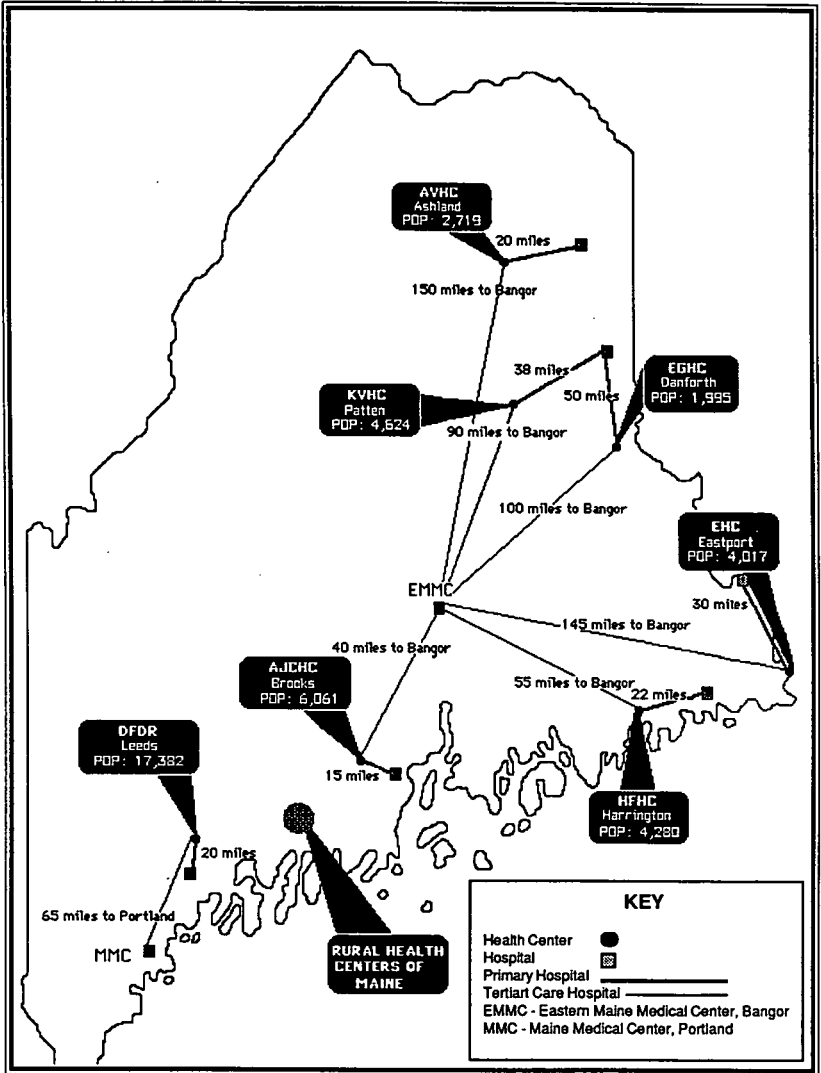 AVHC
Ashland
POP: 2,719
20 miles
150 miles to Bangor
38 miles
EGHC
Danforth
POP: 1,995
KVHC
Patten
POP: 4,624
50 miles
90 miles to Bangor
100 miles to Bangor
EHC
Eastport
POP: 4,017
EMMC
30 miles
145 miles to Bangor
40 miles to Bangor
AJCHC
Brooks
POP: 6,061
55 miles to Bangor
22 miles
DFDR
Leeds
POP: 17,382
15 miles
HFHC
Harrington
POP: 4,280
20 miles
65 miles to Portland
MMC
RURAL HEALTH
CENTERS OF
MAINE
KEY
Health Center
Hospital
Primary Hospital
Tertiart Care Hospital
EMMC - Eastern Maine Medical Center, Bangor
MMC - Maine Medical Center, Portland